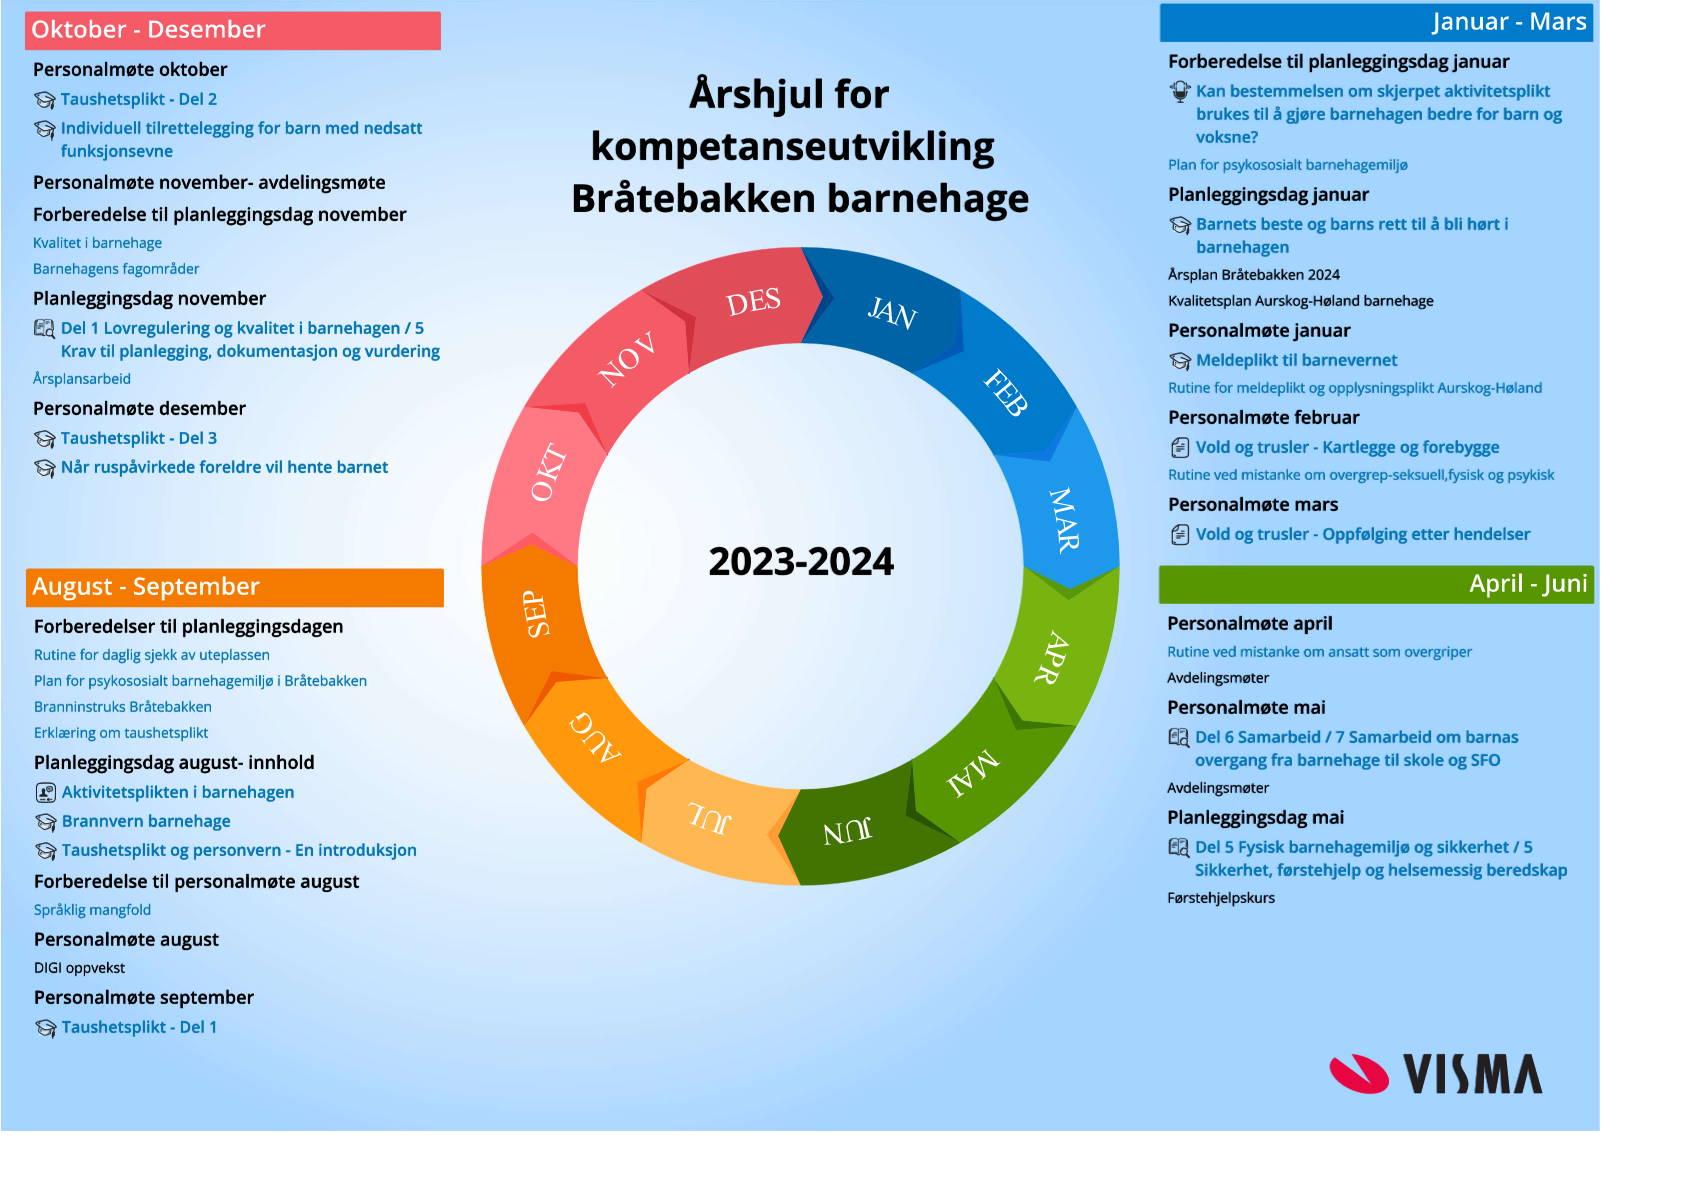 Oktober - Desember
Personalmøte oktober
Taushetsplikt - Del 2
Individuell tilrettelegging for barn med nedsatt
funksjonsevne
Personalmøte november- avdelingsmøte
Forberedelse til planleggingsdag november
Kvalitet i barnehage
Barnehagens fagområder
Planleggingsdag november
Del 1 Lovregulering og kvalitet i barnehagen / 5
Krav til planlegging, dokumentasjon og vurdering
Årsplansarbeid
Personalmøte desember
Taushetsplikt - Del 3
Når ruspåvirkede foreldre vil hente barnet
August - September
Forberedelser til planleggingsdagen
Rutine for daglig sjekk av uteplassen
Plan for psykososialt barnehagemiljø i Bråtebakken
Branninstruks Bråtebakken
Erklæring om taushetsplikt
Planleggingsdag august- innhold
Aktivitetsplikten i barnehagen
Brannvern barnehage
Taushetsplikt og personvern - En introduksjon
Forberedelse til personalmøte august
Språklig mangfold
Personalmøte august
DIGI oppvekst
Personalmøte september
Taushetsplikt - Del 1
Årshjul for
kompetanseutvikling
Bråtebakken barnehage
JAN
FEB
MAR
APR
MAI
JUN
JUL
AUG
SEP
OKT
NOV
DES
2023-2024
Januar - Mars
Forberedelse til planleggingsdag januar
Kan bestemmelsen om skjerpet aktivitetsplikt
brukes til å gjøre barnehagen bedre for barn og
voksne?
Plan for psykososialt barnehagemiljø
Planleggingsdag januar
Barnets beste og barns rett til å bli hørt i
barnehagen
Årsplan Bråtebakken 2024
Kvalitetsplan Aurskog-Høland barnehage
Personalmøte januar
Meldeplikt til barnevernet
Rutine for meldeplikt og opplysningsplikt Aurskog-Høland
Personalmøte februar
Vold og trusler - Kartlegge og forebygge
Rutine ved mistanke om overgrep-seksuell,fysisk og psykisk
Personalmøte mars
Vold og trusler - Oppfølging etter hendelser
April - Juni
Personalmøte april
Rutine ved mistanke om ansatt som overgriper
Avdelingsmøter
Personalmøte mai
Del 6 Samarbeid / 7 Samarbeid om barnas
overgang fra barnehage til skole og SFO
Avdelingsmøter
Planleggingsdag mai
Del 5 Fysisk barnehagemiljø og sikkerhet / 5
Sikkerhet, førstehjelp og helsemessig beredskap
Førstehjelpskurs
VISMA